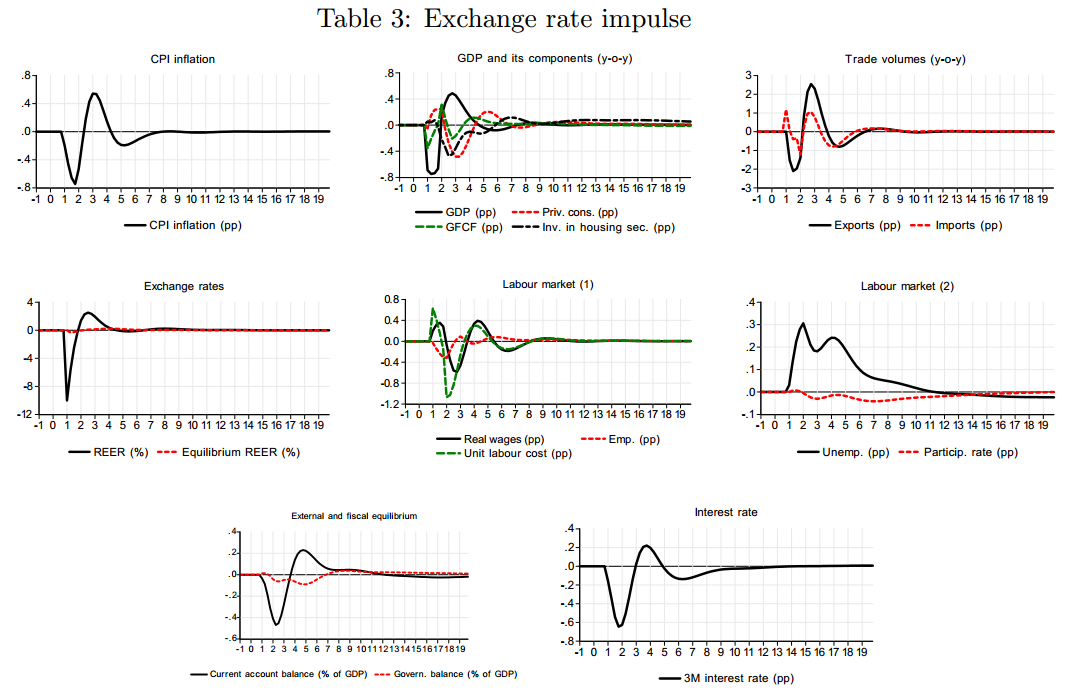 Table 3: Exchange rate impulse
CPI inflation
.8
.4
.0
-.4
-.8
-1 0 1 2 3 4 5 6 7 8 9 10 11 12 13 14 15 16 17 18 19
CPI inflation (pp)
GDP and its components (y-o-y)
.8
.4
.0
-.4
-.8
-1 0 1 2 3 4 5 6 7 8 9 10 11 12 13 14 15 16 17 18 19
GDP (pp) Priv. cons. (pp)
GFCF (pp) Inv. in housing sec. (pp)
Trade volumes (y-o-y)
3
2
1
0
-1
-2
-3
-1 0 1 2 3 4 5 6 7 8 9 10 11 12 13 14 15 16 17 18 19
Exports (pp) Imports (pp)
Exchange rates
4
0
-4
-8
-12
-1 0 1 2 3 4 5 6 7 8 9 10 11 12 13 14 15 16 17 18 19
REER (%) Equilibrium REER (%)
Labour market (1)
0.8
0.4
0.0
-0.4
-0.8
-1.2
-1 0 1 2 3 4 5 6 7 8 9 10 11 12 13 14 15 16 17 18 19
Real wages (pp) Emp. (pp)
Unit labour cost (pp)
Labour market (2)
.4
.3
.2
.1
.0
-.1
-1 0 1 2 3 4 5 6 7 8 9 10 11 12 13 14 15 16 17 18 19
Unemp. (pp) Particip. rate (pp)
External and fiscal equilibrium
.4
.2
.0
-.2
-.4
-.6
-1 0 1 2 3 4 5 6 7 8 9 10 11 12 13 14 15 16 17 18 19
Current account balance (% of GDP) Govern. balance (% of GDP)
Interest rate
.4
.2
.0
-.2
-.4
-.6
-.8
-1 0 1 2 3 4 5 6 7 8 9 10 11 12 13 14 15 16 17 18 19
3M interest rate (pp)